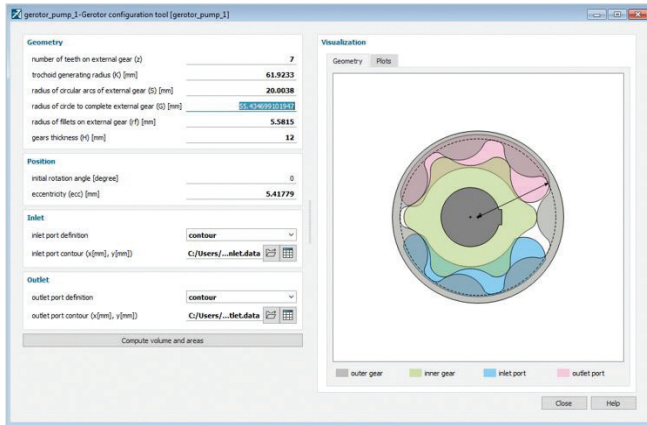 gerotor_pump_1-Gerotor configuration tool [gerotor_pump_1]
Geometry
number of teeth on external gear (z) 7
trochoid generating radius (K) [mm] 61.9233
radius of circular arcs of external gear (S) [mm] 20.0038
radius of circle to complete external gear (G) [mm] 55.434699101947
radius of fillets on external gear (rf) [mm] 5.5815
gears thickness (H) [mm] 12
Position
initial rotation angle [degree] 0
eccentricity (ecc) [mm] 5.41779
Inlet
inlet port definition contour
inlet port contour (x[mm], y[mm]) C:/Users/...nlet.data
Outlet
outlet port definition contour
outlet port contour (x[mm], y[mm]) C:/Users/...tlet.data
Compute volume and areas
Visualization
Geometry Plots
outer gear inner gear inlet port outlet port
Close Help